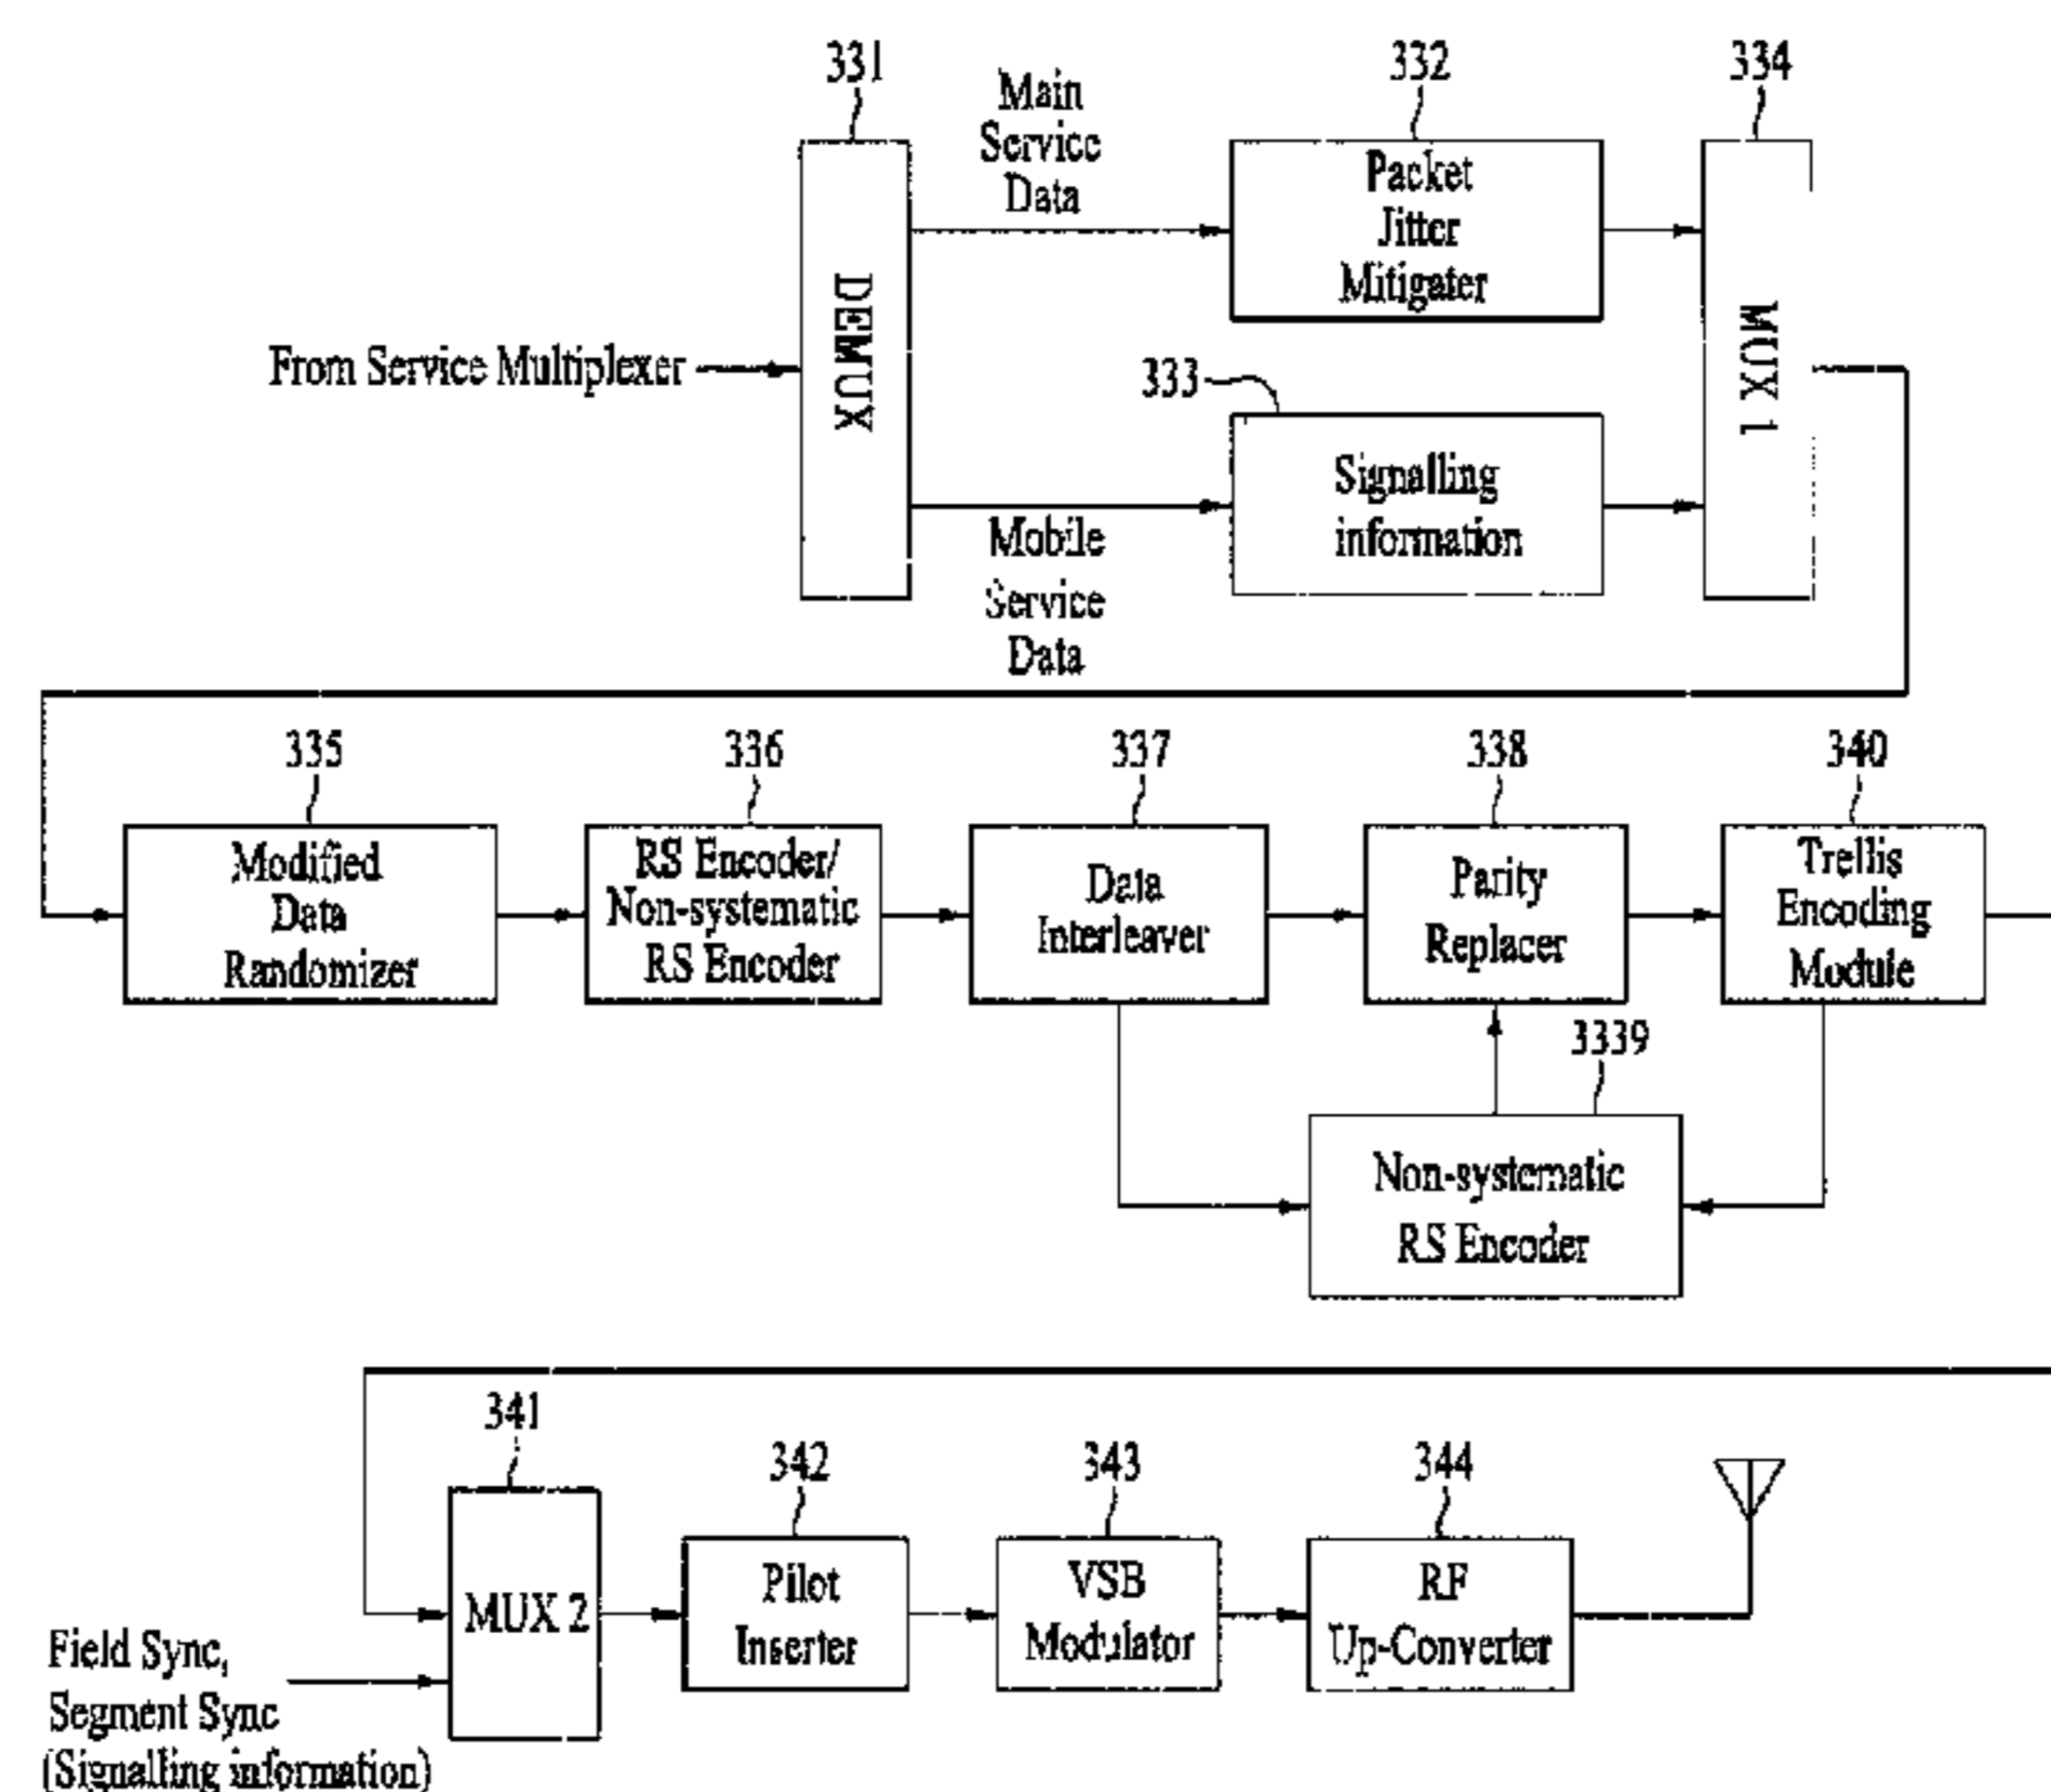 331
332
334
Main
Service
Data
Packet
Jitter
Mitigater
DEMUX
MUX 1
From Service Multiplexer
333
Signalling
information
Mobile
Service
Data
335
336
337
338
340
Modified
Data
Randomizer
RS Encoder/
Non-systematic
RS Encoder
Data
Interleaver
Parity
Replacer
Trellis
Encoding
Module
3339
Non-systematic
RS Encoder
341
342
343
344
MUX 2
Pilot
Inserter
VSB
Modulator
RF
Up-Converter
Field Sync,
Segment Sync
(Signalling information)